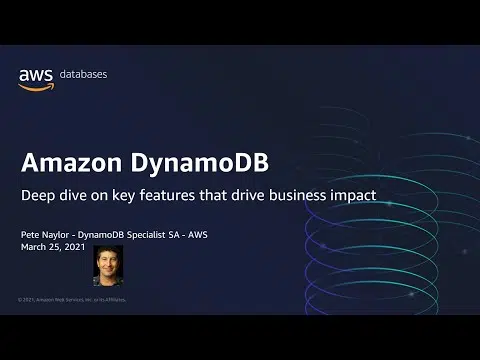 aws databases
Amazon DynamoDB
Deep dive on key features that drive business impact
Pete Naylor - DynamoDB Specialist SA - AWS
March 25, 2021
© 2021, Amazon Web Services, Inc. or its Affiliates.